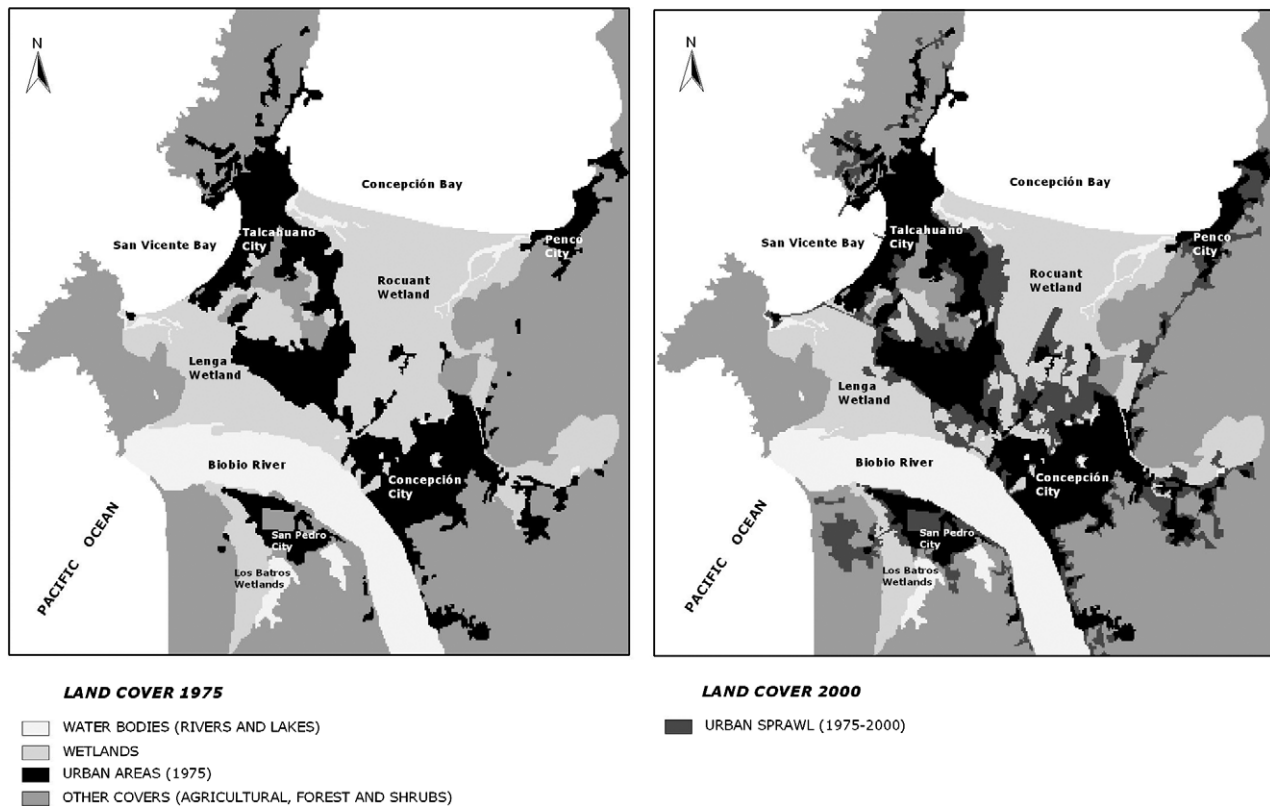 N
Concepción Bay
San Vicente Bay
Talcahuano
City
Penco
City
Rocuant
Wetland
Lenga
Wetland
Biobio River
Concepción
City
San Pedro
City
Los Batros
Wetlands
PACIFIC OCEAN
LAND COVER 1975
WATER BODIES (RIVERS AND LAKES)
WETLANDS
URBAN AREAS (1975)
OTHER COVERS (AGRICULTURAL, FOREST AND SHRUBS)
N
Concepción Bay
San Vicente Bay
Talcahuano
City
Penco
City
Rocuant
Wetland
Lenga
Wetland
Biobio River
Concepción
City
San Pedro
City
Los Batros
Wetlands
PACIFIC OCEAN
LAND COVER 2000
URBAN SPRAWL (1975-2000)